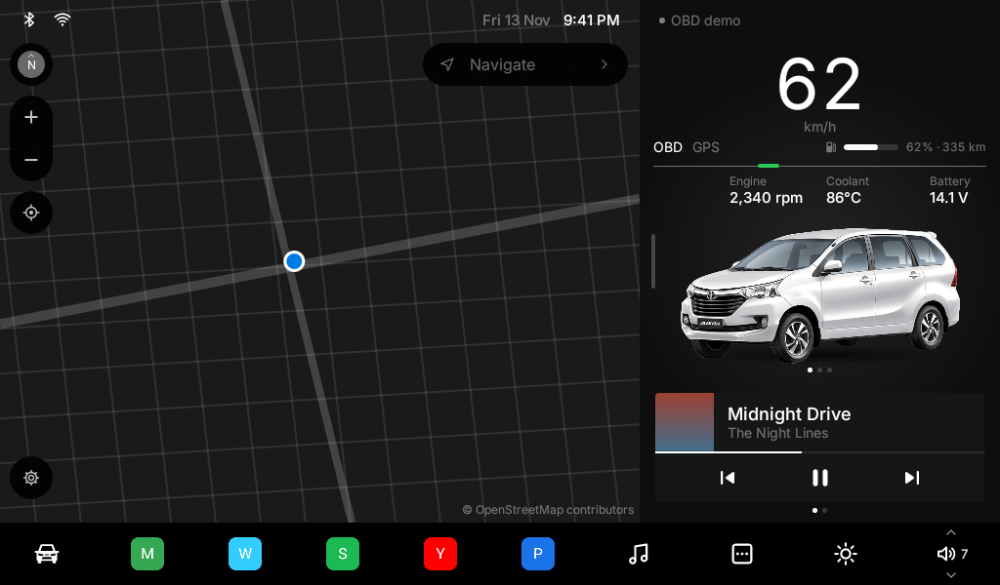 Fri 13 Nov 9:41 PM
N
Navigate
+
−
© OpenStreetMap contributors
OBD demo
62
km/h
OBD GPS
62% · 335 km
Engine Coolant Battery
2,340 rpm 86°C 14.1 V
Midnight Drive
The Night Lines
M W S Y P 7